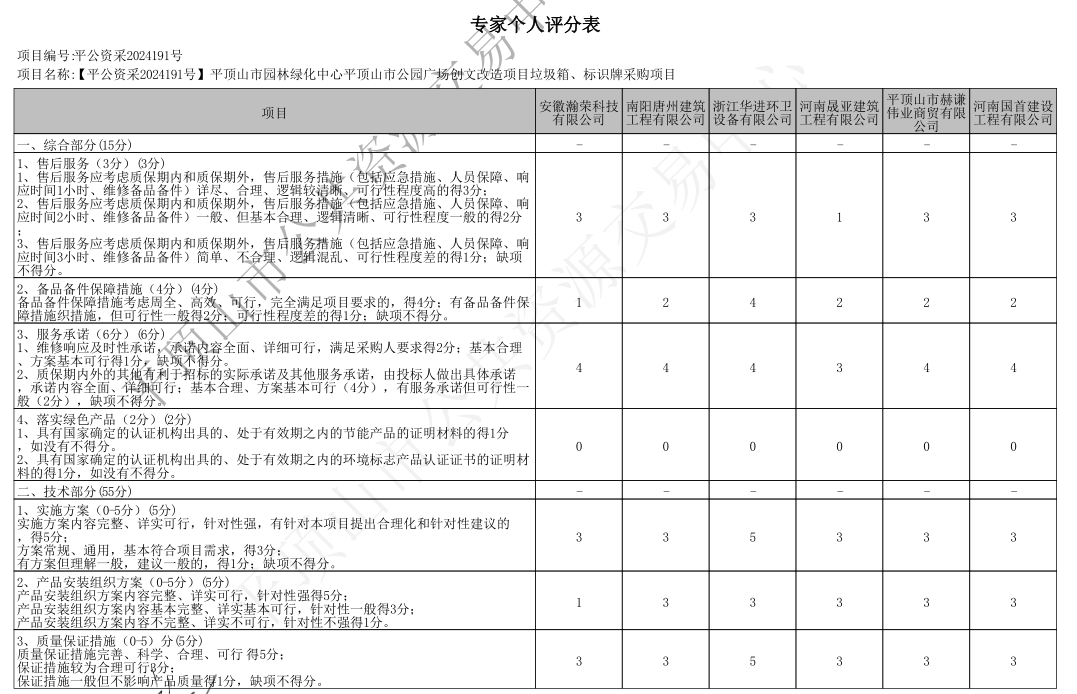 专家个人评分表
项目编号:平公资采2024191号
项目名称:【平公资采2024191号】平顶山市园林绿化中心平顶山市公园广场创文改造项目垃圾箱、标识牌采购项目
项目 安徽瀚荣科技有限公司 南阳唐州建筑工程有限公司 浙江华进环卫设备有限公司 河南晟亚建筑工程有限公司 平顶山市赫谦伟业商贸有限公司 河南国首建设工程有限公司
一、综合部分(15分) - - - - - -
1、售后服务（3分）(3分)
1、售后服务应考虑质保期内和质保期外，售后服务措施（包括应急措施、人员保障、响
应时间1小时、维修备品备件）详尽、合理、逻辑较清晰、可行性程度高的得3分；
2、售后服务应考虑质保期内和质保期外，售后服务措施（包括应急措施、人员保障、响
应时间2小时、维修备品备件）一般、但基本合理、逻辑清晰、可行性程度一般的得2分
；
3、售后服务应考虑质保期内和质保期外，售后服务措施（包括应急措施、人员保障、响
应时间3小时、维修备品备件）简单、不合理、逻辑混乱、可行性程度差的得1分；缺项
不得分。
3 3 3 1 3 3
2、备品备件保障措施（4分）(4分)
备品备件保障措施考虑周全、高效、可行，完全满足项目要求的，得4分；有备品备件保
障措施织措施，但可行性一般得2分；可行性程度差的得1分；缺项不得分。
1 2 4 2 2 2
3、服务承诺（6分）(6分)
1、维修响应及时性承诺，承诺内容全面、详细可行，满足采购人要求得2分；基本合理
、方案基本可行得1分，缺项不得分。
2、质保期内外的其他有利于招标的实际承诺及其他服务承诺，由投标人做出具体承诺
，承诺内容全面、详细可行；基本合理、方案基本可行（4分），有服务承诺但可行性一
般（2分），缺项不得分。
4 4 4 3 4 4
4、落实绿色产品（2分）(2分)
1、具有国家确定的认证机构出具的、处于有效期之内的节能产品的证明材料的得1分
，如没有不得分。
2、具有国家确定的认证机构出具的、处于有效期之内的环境标志产品认证证书的证明材
料的得1分，如没有不得分。
0 0 0 0 0 0
二、技术部分(55分) - - - - - -
1、实施方案（0-5分）(5分)
实施方案内容完整、详实可行，针对性强，有针对本项目提出合理化和针对性建议的
，得5分；
方案常规、通用，基本符合项目需求，得3分；
有方案但理解一般，建议一般的，得1分；缺项不得分。
3 3 5 3 3 3
2、产品安装组织方案（0-5分）(5分)
产品安装组织方案内容完整、详实可行，针对性强得5分；
产品安装组织方案内容基本完整、详实基本可行，针对性一般得3分；
产品安装组织方案内容不完整、详实不可行，针对性不强得1分。
1 3 3 3 3 3
3、质量保证措施（0-5）分(5分)
质量保证措施完善、科学、合理、可行 得5分；
保证措施较为合理可行3分；
保证措施一般但不影响产品质量得1分，缺项不得分。
3 3 5 3 3 3
平顶山市公共资源交易中心
平顶山市公共资源交易中心